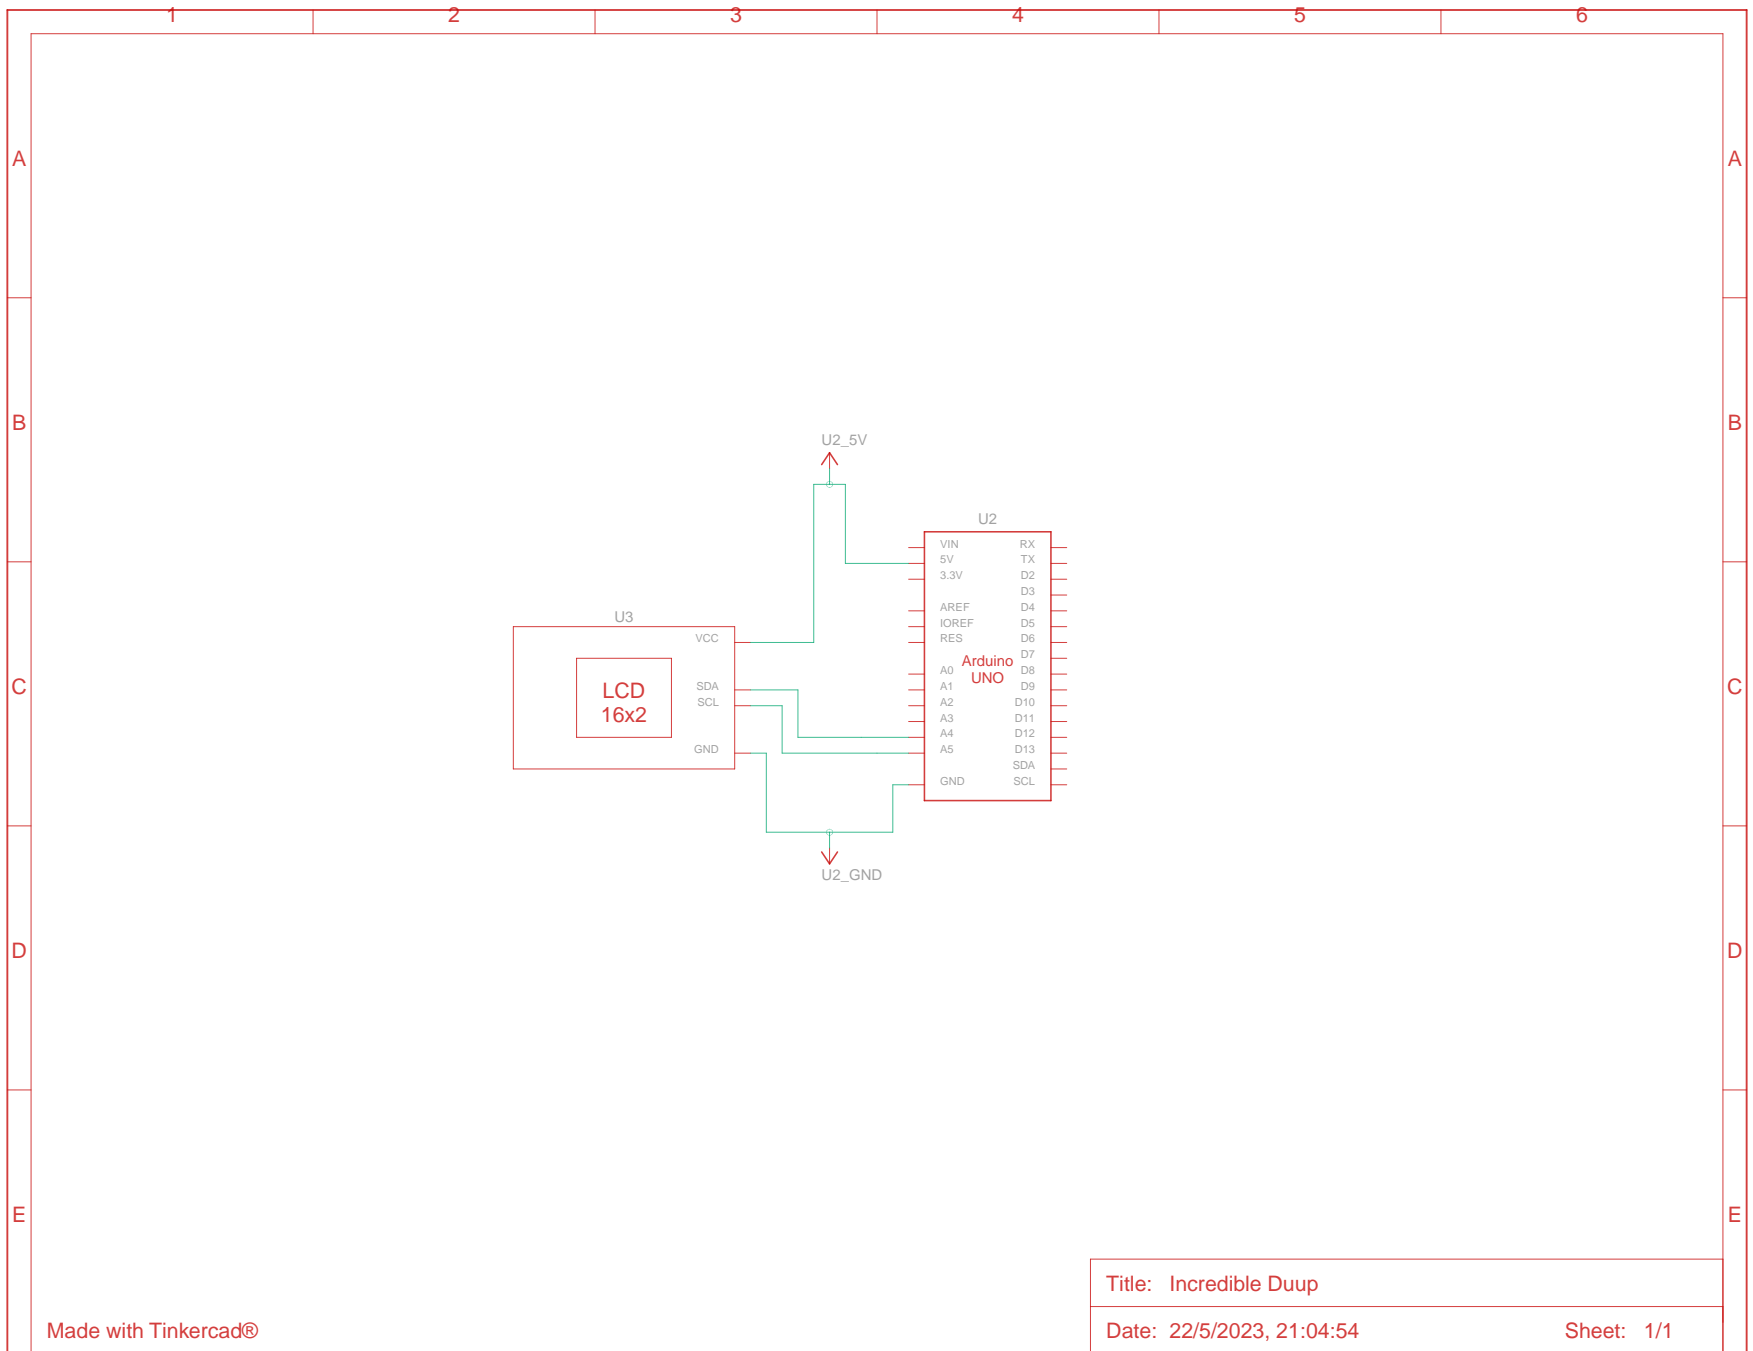 1 2 3 4 5 6
A A
B B
U2_5V
U2
VIN RX
5V TX
3.3V D2
D3
AREF D4
IOREF D5
RES D6
D7
Arduino
UNO
A0 D8
A1 D9
A2 D10
A3 D11
A4 D12
A5 D13
SDA
GND SCL
U3
VCC
LCD
16x2
SDA
SCL
GND
C C
U2_GND
D D
E E
Title: Incredible Duup
Made with Tinkercad®
Date: 22/5/2023, 21:04:54 Sheet: 1/1